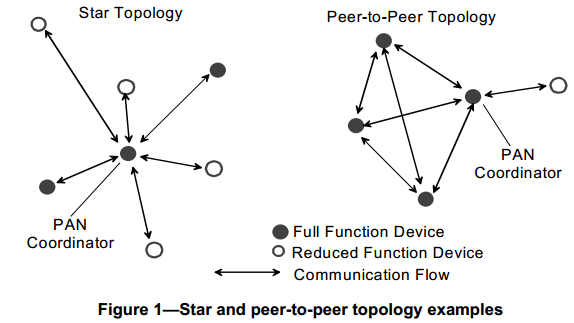 Star Topology
Peer-to-Peer Topology
PAN
Coordinator
PAN
Coordinator
Full Function Device
Reduced Function Device
Communication Flow
Figure 1—Star and peer-to-peer topology examples